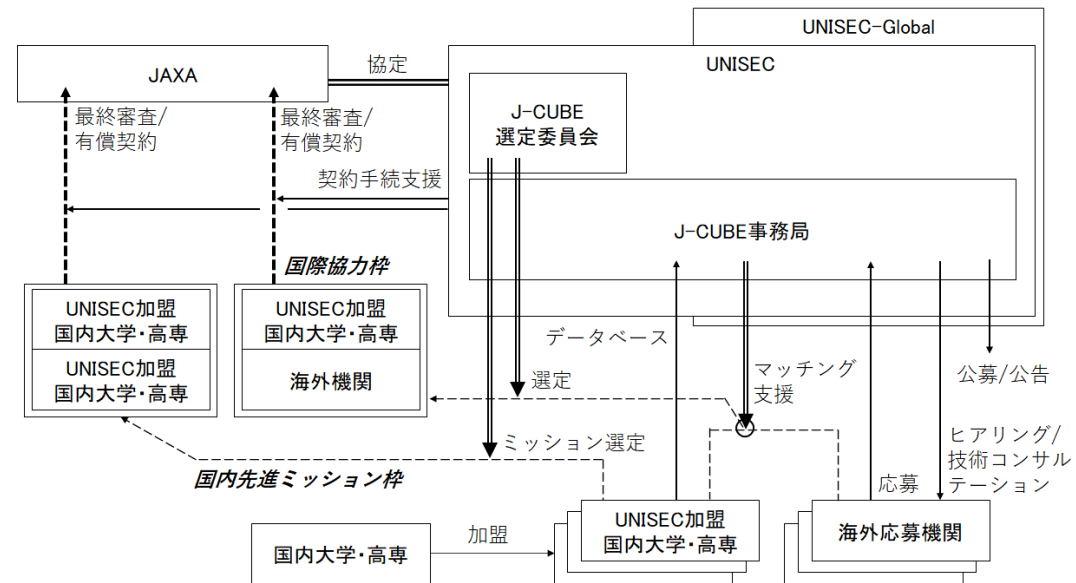 UNISEC-Global
JAXA
協定
UNISEC
J-CUBE
選定委員会
最終審査/
有償契約
最終審査/
有償契約
契約手続支援
J-CUBE事務局
国際協力枠
UNISEC加盟
国内大学・高専
UNISEC加盟
国内大学・高専
UNISEC加盟
国内大学・高専
海外機関
データベース
選定
マッチング
支援
公募/公告
ミッション選定
ヒアリング/
技術コンサル
テーション
国内先進ミッション枠
応募
国内大学・高専
加盟
UNISEC加盟
国内大学・高専
海外応募機関